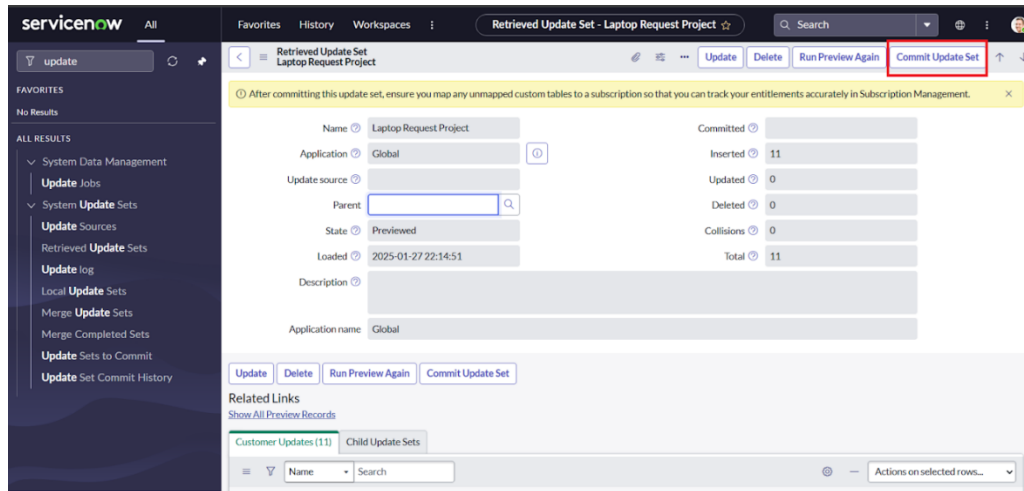 servicenow All Favorites History Workspaces Retrieved Update Set - Laptop Request Project Search
update
Retrieved Update Set
Laptop Request Project
Update Delete Run Preview Again Commit Update Set
FAVORITES
No Results
ALL RESULTS
System Data Management
Update Jobs
System Update Sets
Update Sources
Retrieved Update Sets
Update log
Local Update Sets
Merge Update Sets
Merge Completed Sets
Update Sets to Commit
Update Set Commit History
After committing this update set, ensure you map any unmapped custom tables to a subscription so that you can track your entitlements accurately in Subscription Management.
Name Laptop Request Project Committed
Application Global Inserted 11
Update source Updated 0
Parent Deleted 0
State Previewed Collisions 0
Loaded 2025-01-27 22:14:51 Total 11
Description
Application name Global
Update Delete Run Preview Again Commit Update Set
Related Links
Show All Preview Records
Customer Updates (11) Child Update Sets
Name Search Actions on selected rows...